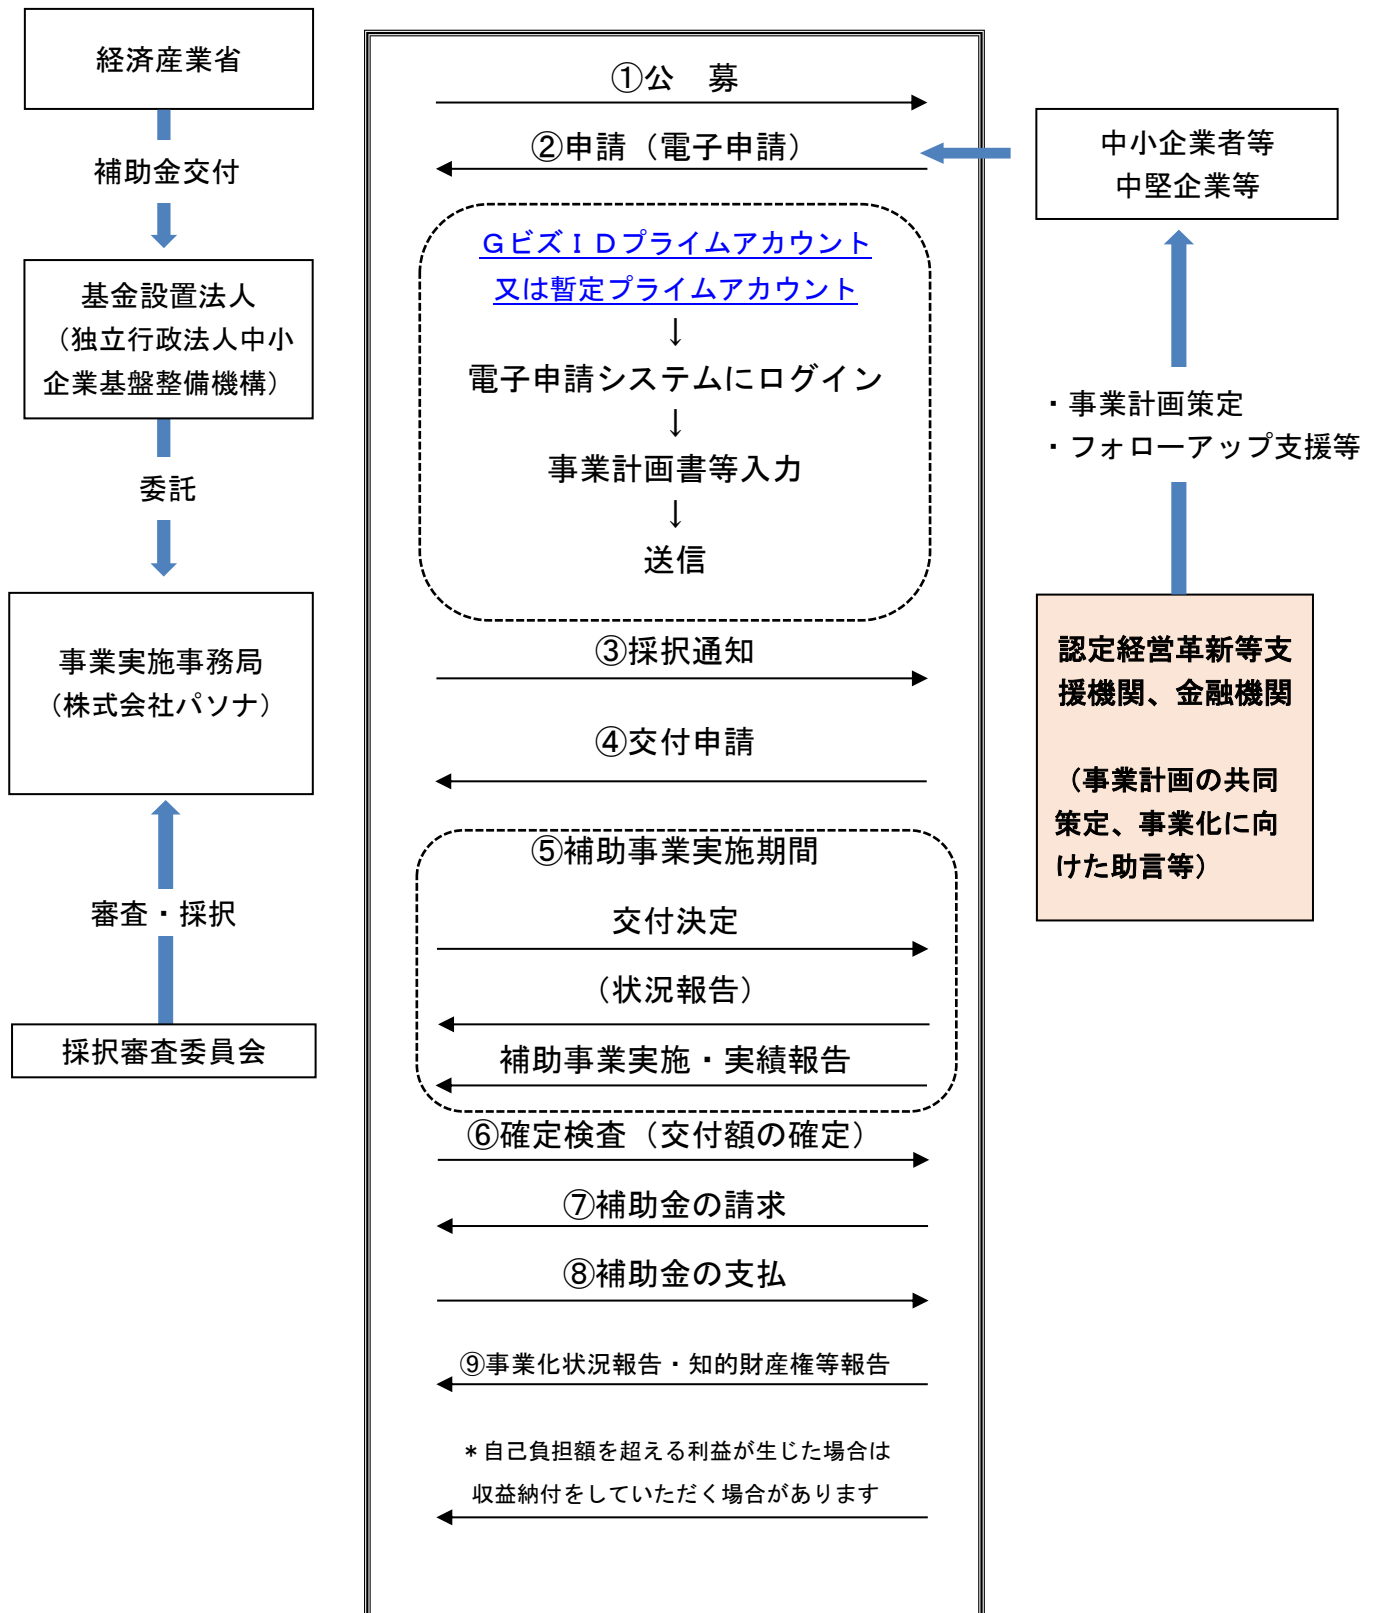 経済産業省
補助金交付
基金設置法人
（独立行政法人中小
企業基盤整備機構）
委託
事業実施事務局
（株式会社パソナ）
審査・採択
採択審査委員会
①公　募
②申請（電子申請）
ＧビズＩＤプライムアカウント
又は暫定プライムアカウント
↓
電子申請システムにログイン
↓
事業計画書等入力
↓
送信
③採択通知
④交付申請
⑤補助事業実施期間
交付決定
（状況報告）
補助事業実施・実績報告
⑥確定検査（交付額の確定）
⑦補助金の請求
⑧補助金の支払
⑨事業化状況報告・知的財産権等報告
＊自己負担額を超える利益が生じた場合は
収益納付をしていただく場合があります
中小企業者等
中堅企業等
・事業計画策定
・フォローアップ支援等
認定経営革新等支
援機関、金融機関
（事業計画の共同
策定、事業化に向
けた助言等）